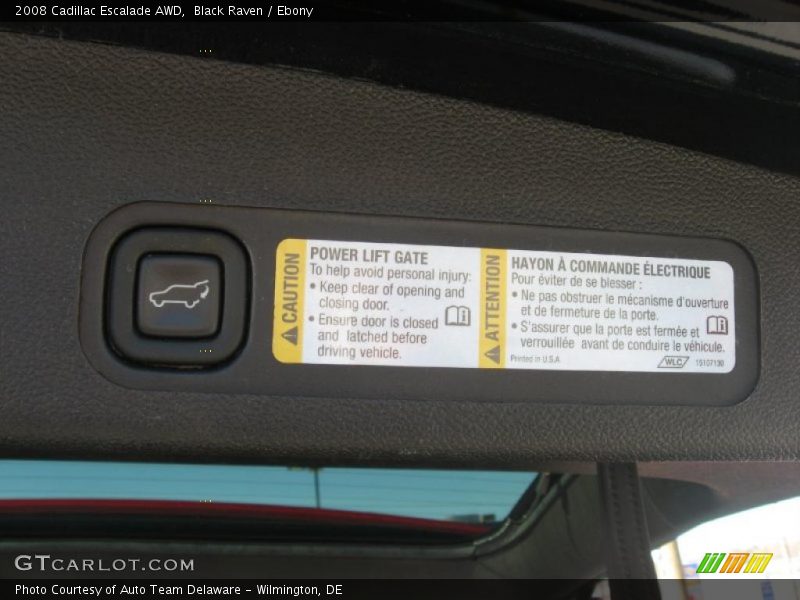 2008 Cadillac Escalade AWD, Black Raven / Ebony
CAUTION
POWER LIFT GATE
To help avoid personal injury:
• Keep clear of opening and
closing door.
• Ensure door is closed
and latched before
driving vehicle.
ATTENTION
HAYON À COMMANDE ÉLECTRIQUE
Pour éviter de se blesser :
• Ne pas obstruer le mécanisme d'ouverture
et de fermeture de la porte.
• S'assurer que la porte est fermée et
verrouillée avant de conduire le véhicule.
Printed in U.S.A.
WLC
15107190
GTCARLOT.COM
Photo Courtesy of Auto Team Delaware - Wilmington, DE